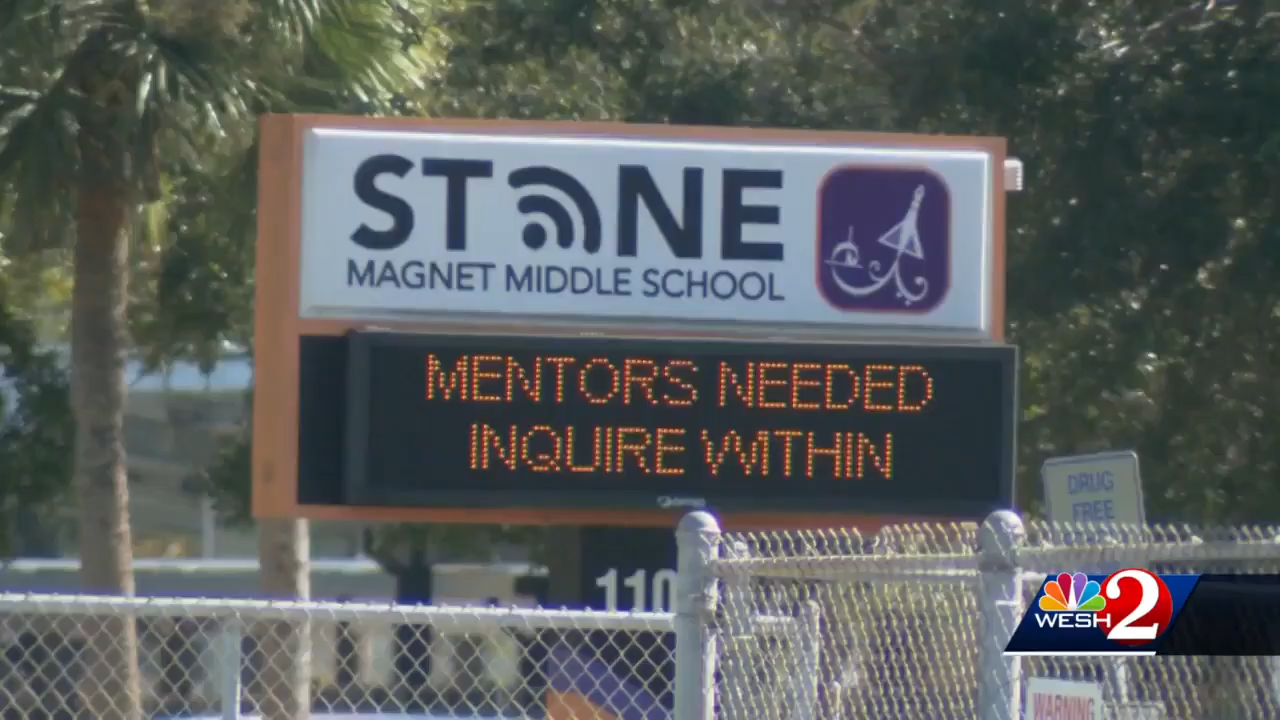 STONE
MAGNET MIDDLE SCHOOL
MENTORS NEEDED
INQUIRE WITHIN
DRUG
FREE
110
WESH 2
WARNING